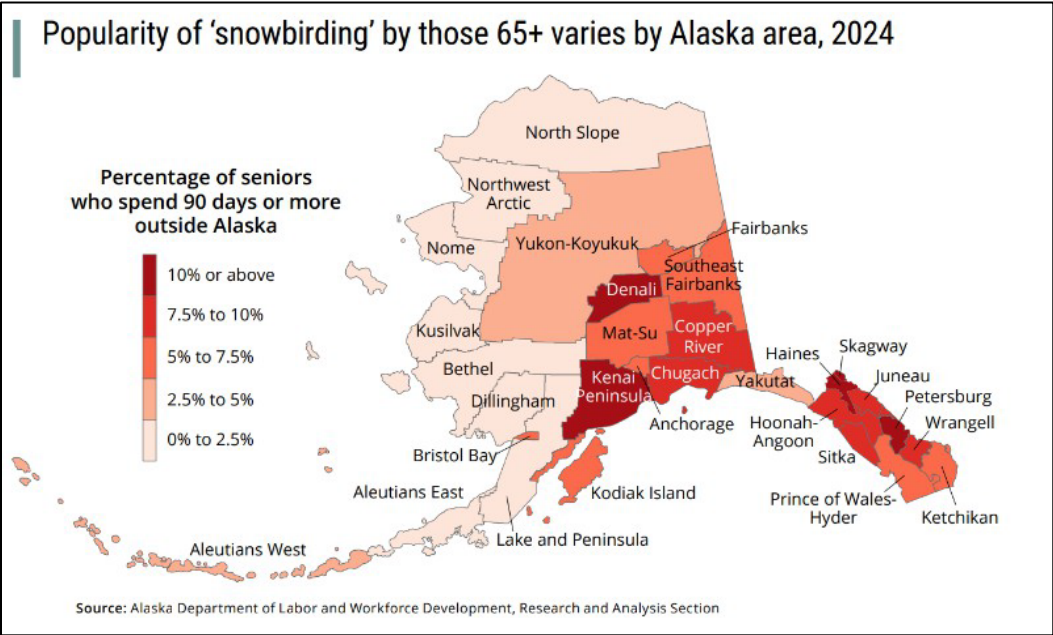 Popularity of ‘snowbirding’ by those 65+ varies by Alaska area, 2024
Percentage of seniors
who spend 90 days or more
outside Alaska
10% or above
7.5% to 10%
5% to 7.5%
2.5% to 5%
0% to 2.5%
North Slope
Northwest
Arctic
Nome
Yukon-Koyukuk
Fairbanks
Southeast
Fairbanks
Denali
Kusilvak
Mat-Su
Copper
River
Bethel
Dillingham
Kenai
Peninsula
Chugach
Yakutat
Anchorage
Haines
Skagway
Juneau
Petersburg
Wrangell
Hoonah-
Angoon
Sitka
Prince of Wales-
Hyder
Ketchikan
Bristol Bay
Kodiak Island
Aleutians East
Lake and Peninsula
Aleutians West
Source: Alaska Department of Labor and Workforce Development, Research and Analysis Section